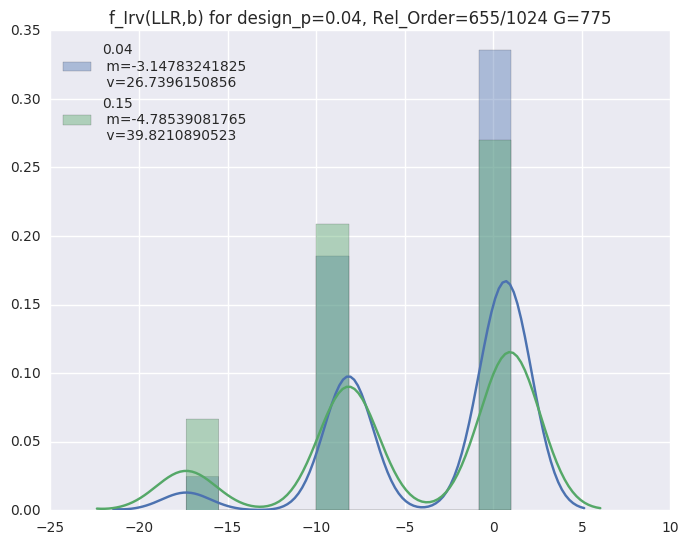 f_Irv(LLR,b) for design_p=0.04, Rel_Order=655/1024 G=775
0.04
m=-3.14783241825
v=26.7396150856
0.15
m=-4.78539081765
v=39.8210890523
0.35
0.30
0.25
0.20
0.15
0.10
0.05
0.00
−25 −20 −15 −10 −5 0 5 10